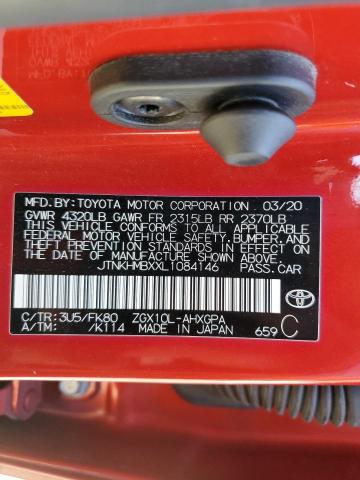 MFD.BY: TOYOTA MOTOR CORPORATION 03/20
GVWR 4320LB GAWR FR 2315LB RR 2370LB
THIS VEHICLE CONFORMS TO ALL APPLICABLE
FEDERAL MOTOR VEHICLE SAFETY, BUMPER, AND
THEFT PREVENTION STANDARDS IN EFFECT ON
THE DATE OF MANUFACTURE SHOWN ABOVE.
JTNKHMBXXL1084146 PASS.CAR
C/TR: 3U5/FK80 ZGX10L-AHXGPA
A/TM: /K114 MADE IN JAPAN 659 C
TOYOTA